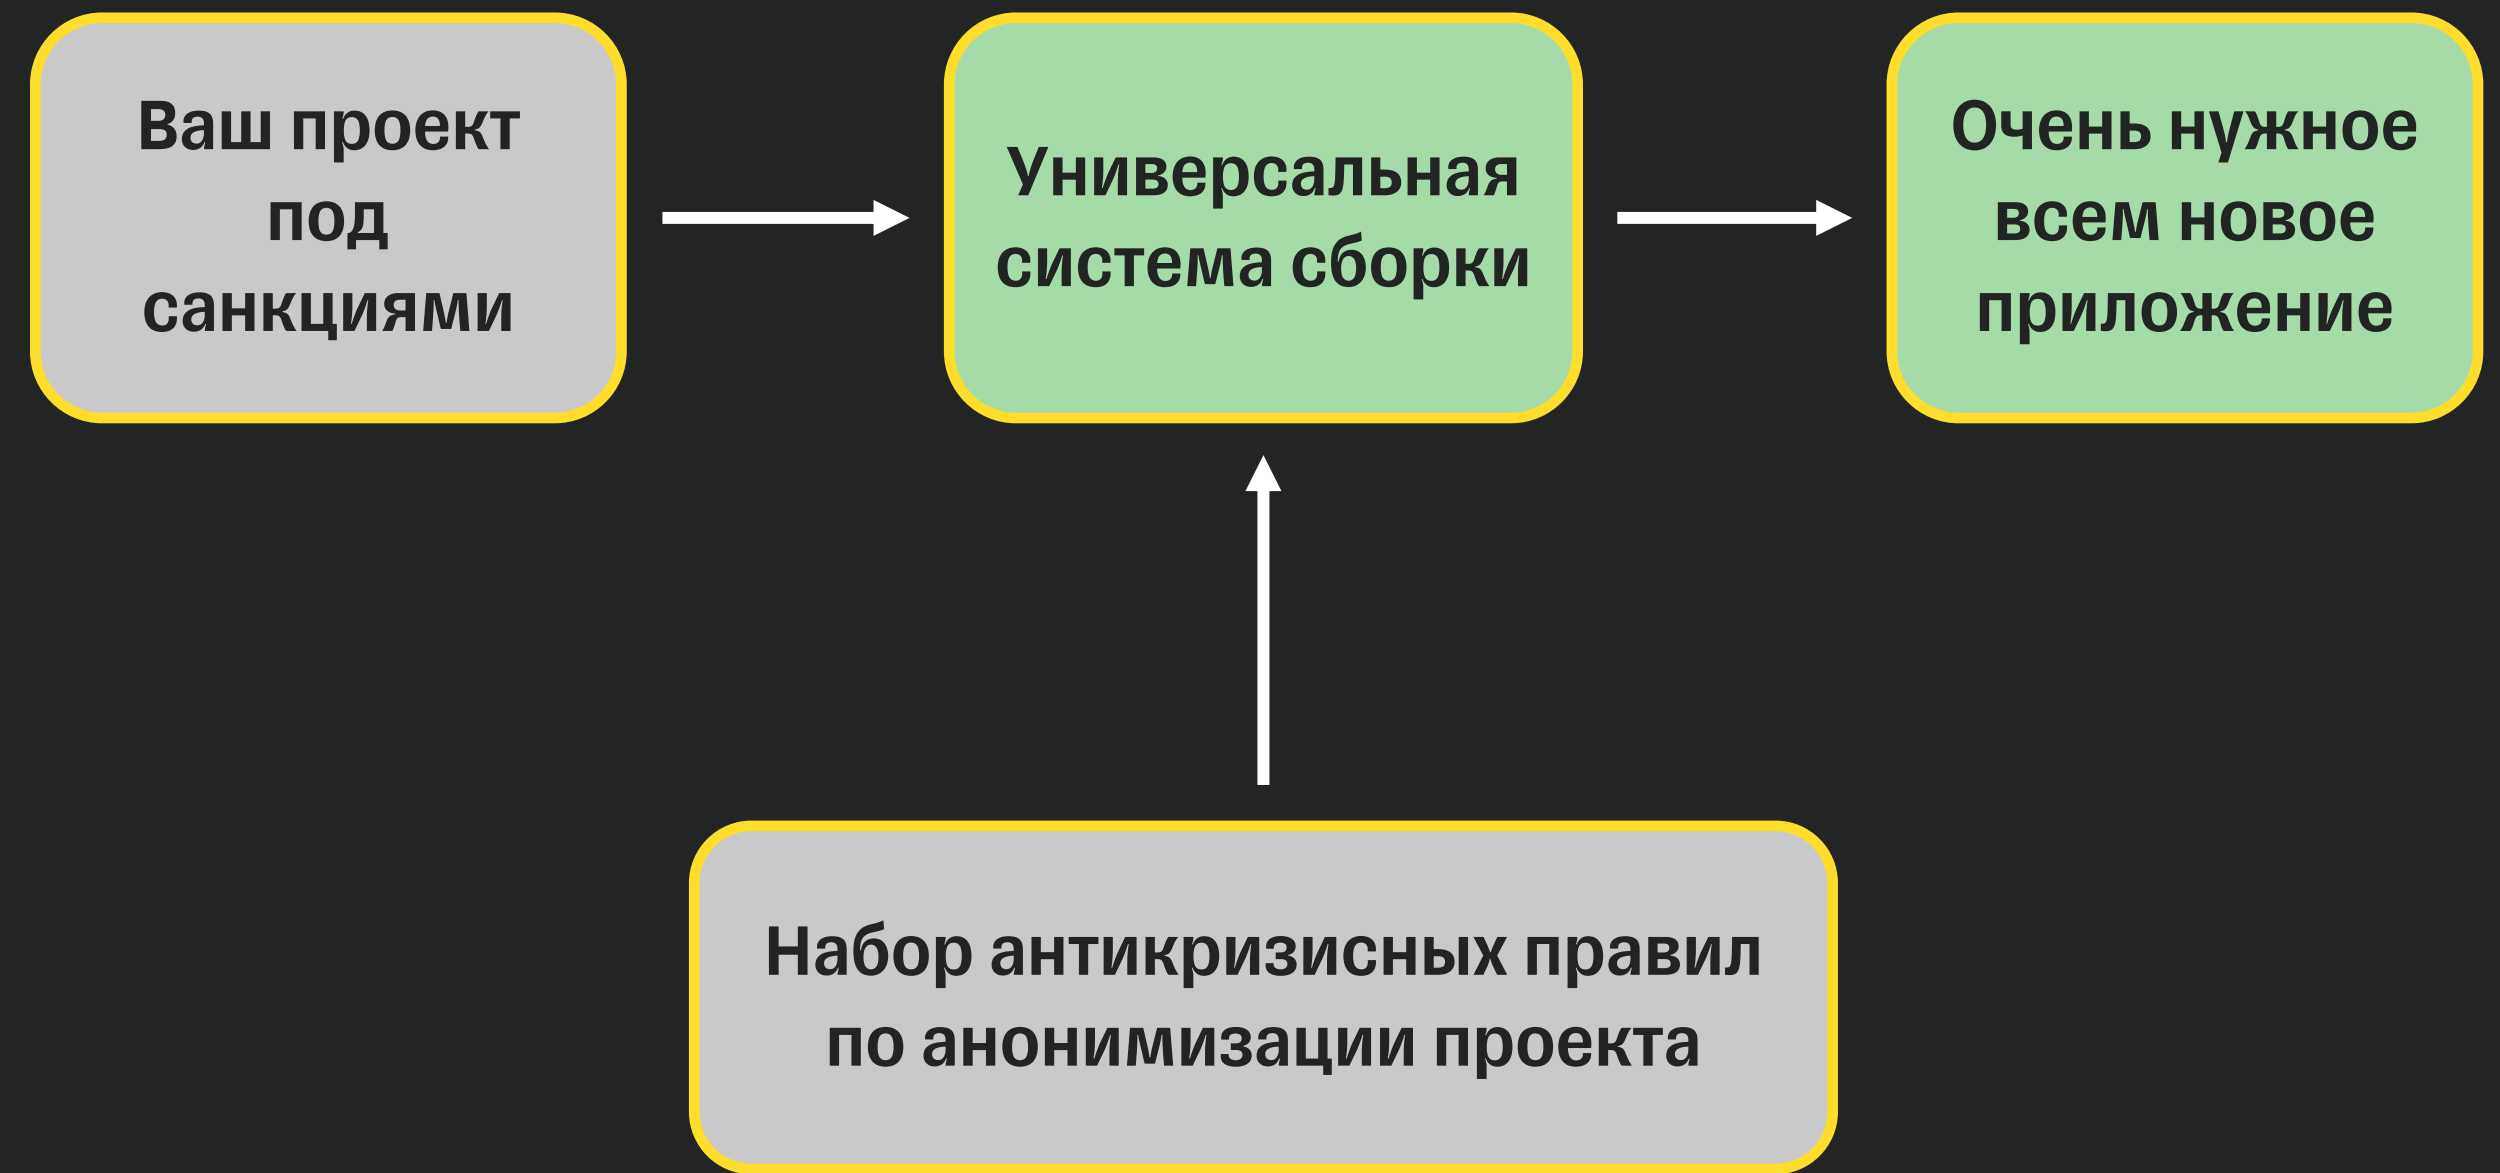 Ваш проект
под
санкциями
Универсальная
система сборки
Очень нужное
всем новое
приложение
Набор антикризисных правил
по анонимизации проекта